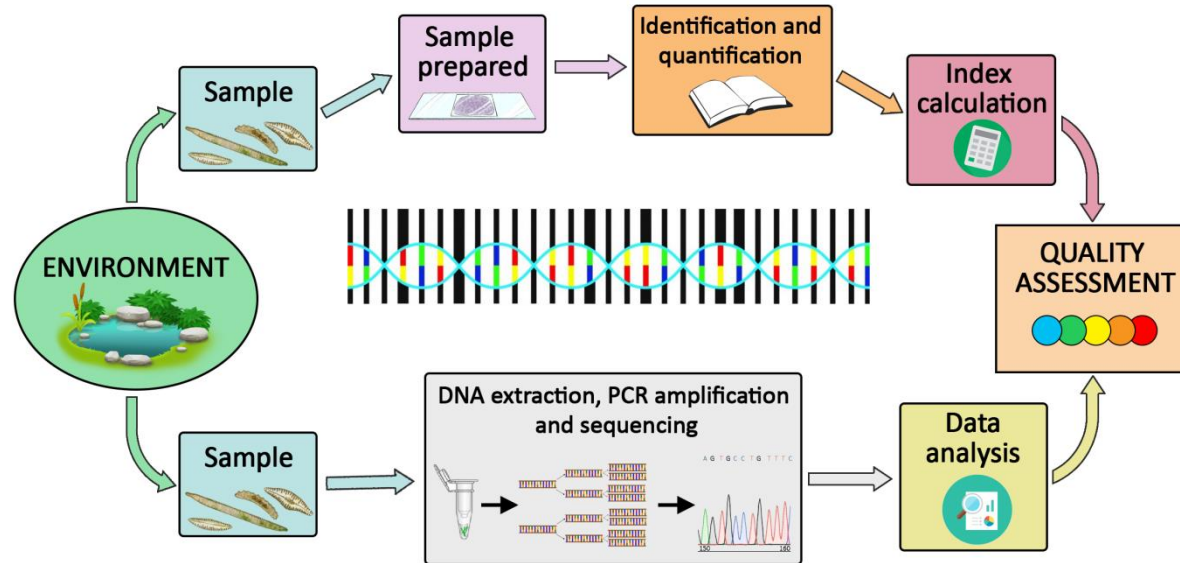 Sample
Sample
prepared
Identification and
quantification
Index
calculation
ENVIRONMENT
QUALITY
ASSESSMENT
Sample
DNA extraction, PCR amplification
and sequencing
A G T G C C T G T T T C
150 160
Data
analysis